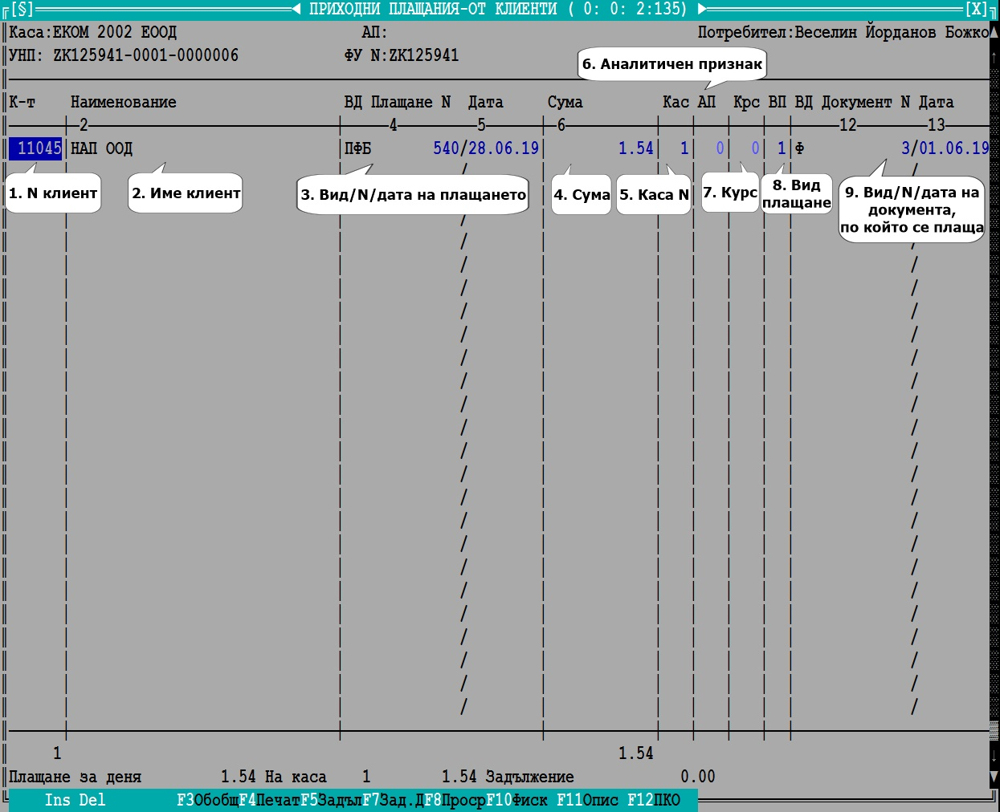 [§] ПРИХОДНИ ПЛАЩАНИЯ-ОТ КЛИЕНТИ ( 0: 0: 2:135) [X]
Каса:ЕКОМ 2002 ЕООД АП: Потребител:Веселин Йорданов Божко
УНП: ZK125941-0001-0000006 ФУ N:ZK125941
6. Аналитичен признак
К-т Наименование ВД Плащане N Дата Сума Кас АП Крс ВП ВД Документ N Дата
2 4 5 6 12 13
11045 НАП ООД ПФБ 540/28.06.19 1.54 1 0 0 1 Ф 3/01.06.19
1. N клиент 2. Име клиент 3. Вид/N/дата на плащането 4. Сума 5. Каса N 7. Курс 8. Вид плащане 9. Вид/N/дата на документа, по който се плаща
1 1.54
Плащане за деня 1.54 На каса 1 1.54 Задължение 0.00
Ins Del F3Обобщ F4Печат F5Задъл F7Зад.Д F8Проср F10Фиск F11Опис F12ПКО